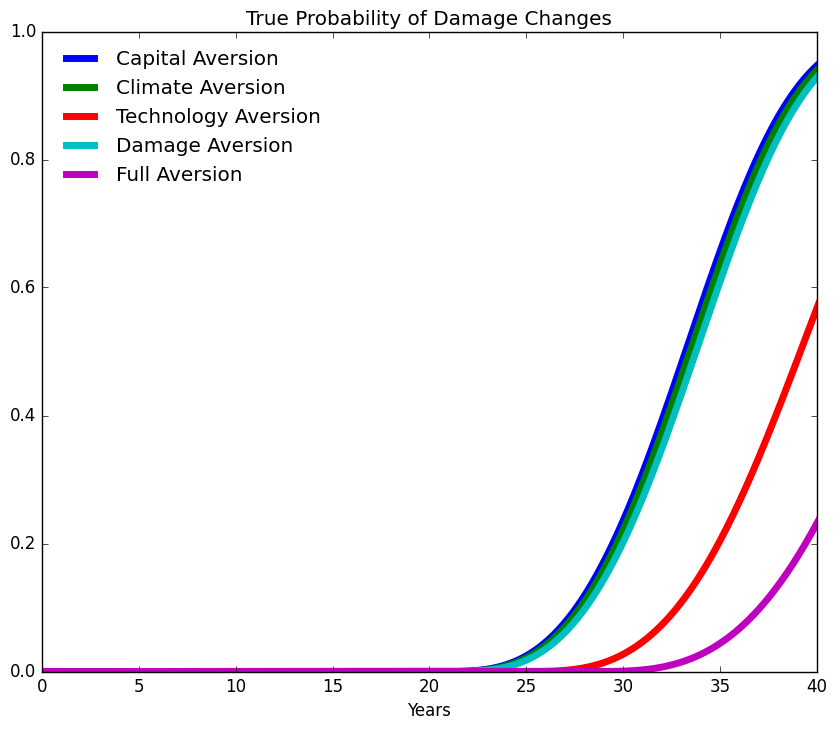 True Probability of Damage Changes
1.0
Capital Aversion
Climate Aversion
Technology Aversion
Damage Aversion
Full Aversion
0.8
0.6
0.4
0.2
0.0
0 5 10 15 20 25 30 35 40
Years